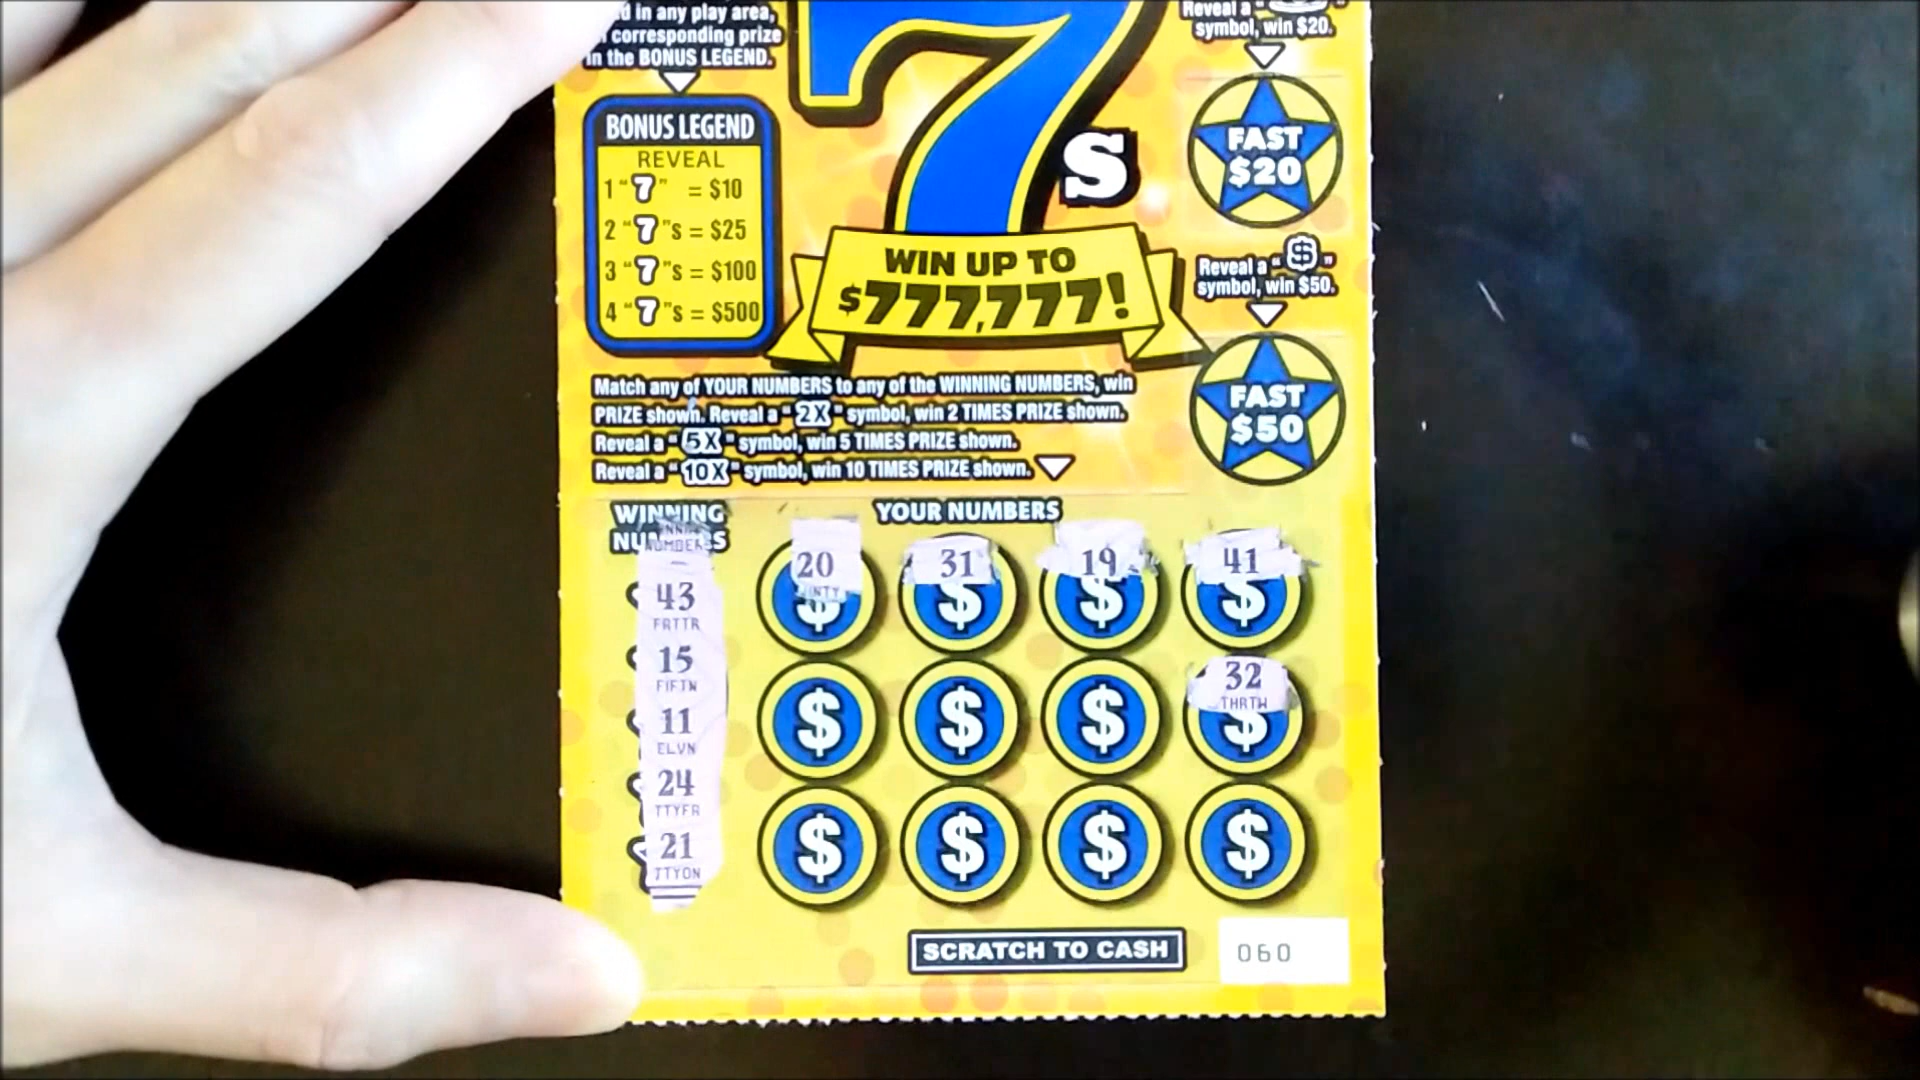 d in any play area,
corresponding prize
in the BONUS LEGEND.
BONUS LEGEND
REVEAL
1 "7" = $10
2 "7"s = $25
3 "7"s = $100
4 "7"s = $500
7s
WIN UP TO
$777,777!
Reveal a " "
symbol, win $20.
FAST
$20
Reveal a "$"
symbol, win $50.
FAST
$50
Match any of YOUR NUMBERS to any of the WINNING NUMBERS, win
PRIZE shown. Reveal a "2X" symbol, win 2 TIMES PRIZE shown.
Reveal a "5X" symbol, win 5 TIMES PRIZE shown.
Reveal a "10X" symbol, win 10 TIMES PRIZE shown.
WINNING
NUMBERS
43
FRTTR
15
FIFTN
11
ELVN
24
TTYFR
21
TTYON
YOUR NUMBERS
20 31 19 41
$ $ $ $
32
THRTW
$ $ $ $
$ $ $ $
SCRATCH TO CASH
060